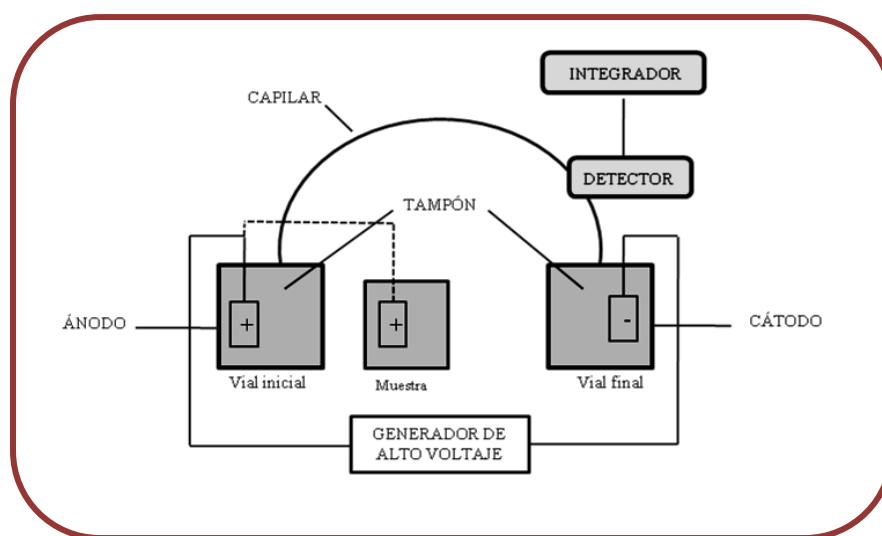 INTEGRADOR
CAPILAR
DETECTOR
TAMPÓN
+
+
-
ÁNODO
CÁTODO
Vial inicial
Muestra
Vial final
GENERADOR DE
ALTO VOLTAJE